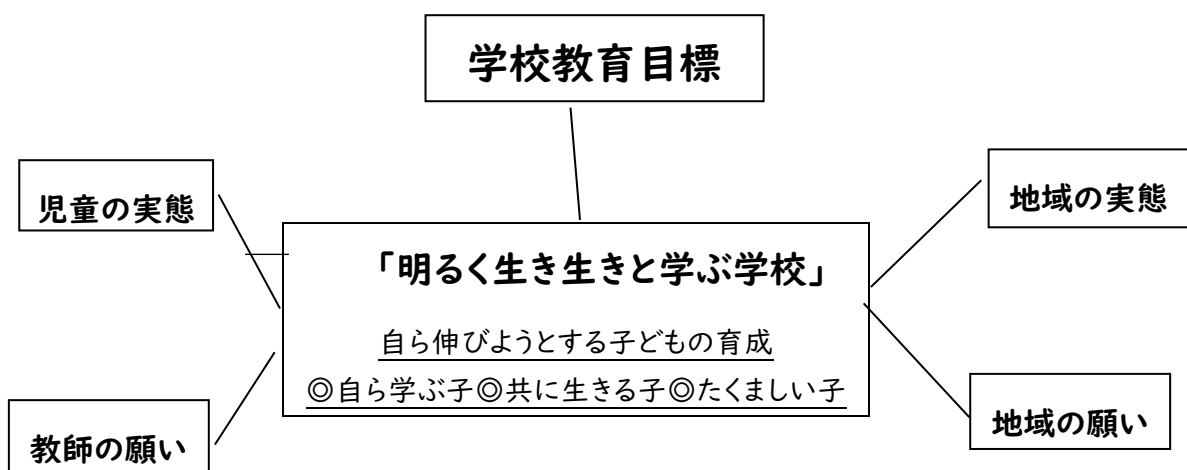 学校教育目標
児童の実態
地域の実態
「明るく生き生きと学ぶ学校」
自ら伸びようとする子どもの育成
◎自ら学ぶ子◎共に生きる子◎たくましい子
教師の願い
地域の願い